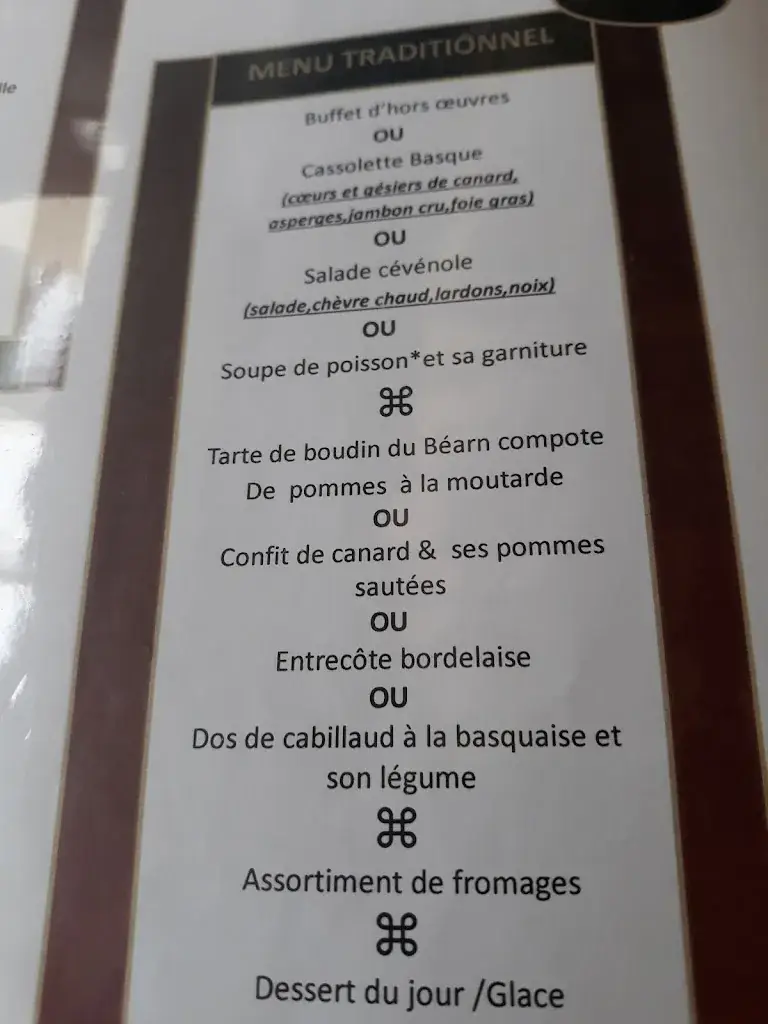 lle
MENU TRADITIONNEL
Buffet d'hors œuvres
OU
Cassolette Basque
(cœurs et gésiers de canard,
asperges,jambon cru,foie gras)
OU
Salade cévénole
(salade,chèvre chaud,lardons,noix)
OU
Soupe de poisson*et sa garniture
⌘
Tarte de boudin du Béarn compote
De pommes à la moutarde
OU
Confit de canard & ses pommes
sautées
OU
Entrecôte bordelaise
OU
Dos de cabillaud à la basquaise et
son légume
⌘
Assortiment de fromages
⌘
Dessert du jour /Glace